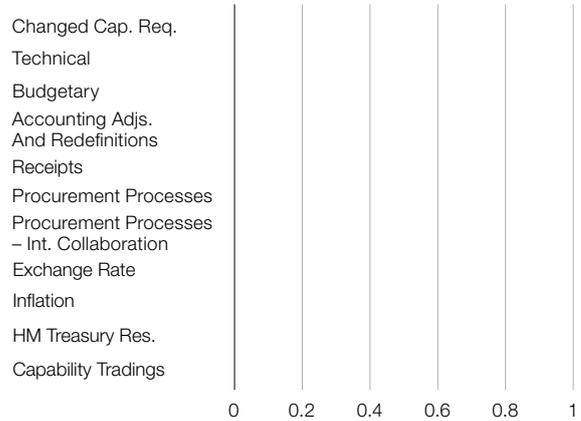 Changed Cap. Req.
Technical
Budgetary
Accounting Adjs.
And Redefinitions
Receipts
Procurement Processes
Procurement Processes
– Int. Collaboration
Exchange Rate
Inflation
HM Treasury Res.
Capability Tradings
0 0.2 0.4 0.6 0.8 1